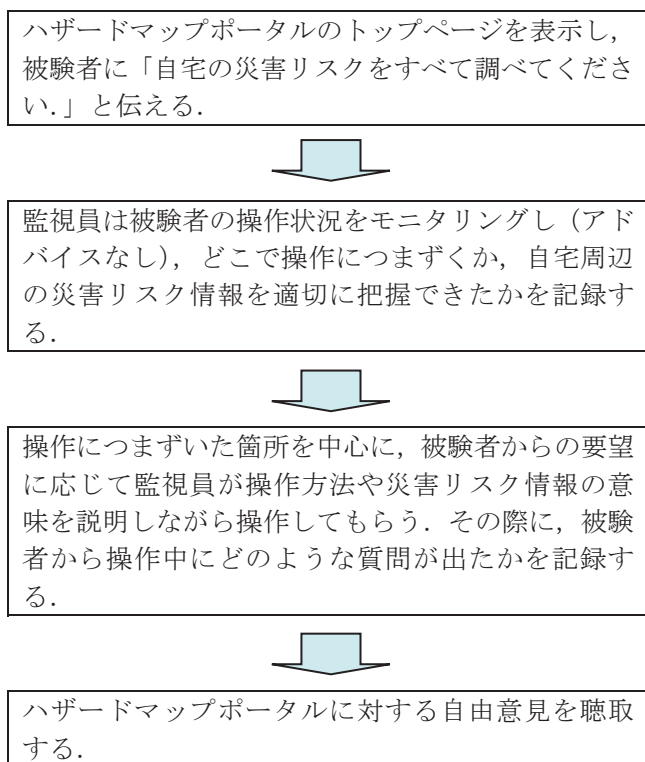 ハザードマップポータルのトップページを表示し，
被験者に「自宅の災害リスクをすべて調べてくださ
い．」と伝える．
監視員は被験者の操作状況をモニタリングし（アド
バイスなし），どこで操作につまずくか，自宅周辺
の災害リスク情報を適切に把握できたかを記録す
る．
操作につまずいた箇所を中心に，被験者からの要望
に応じて監視員が操作方法や災害リスク情報の意
味を説明しながら操作してもらう．その際に，被験
者から操作中にどのような質問が出たかを記録す
る．
ハザードマップポータルに対する自由意見を聴取
する．